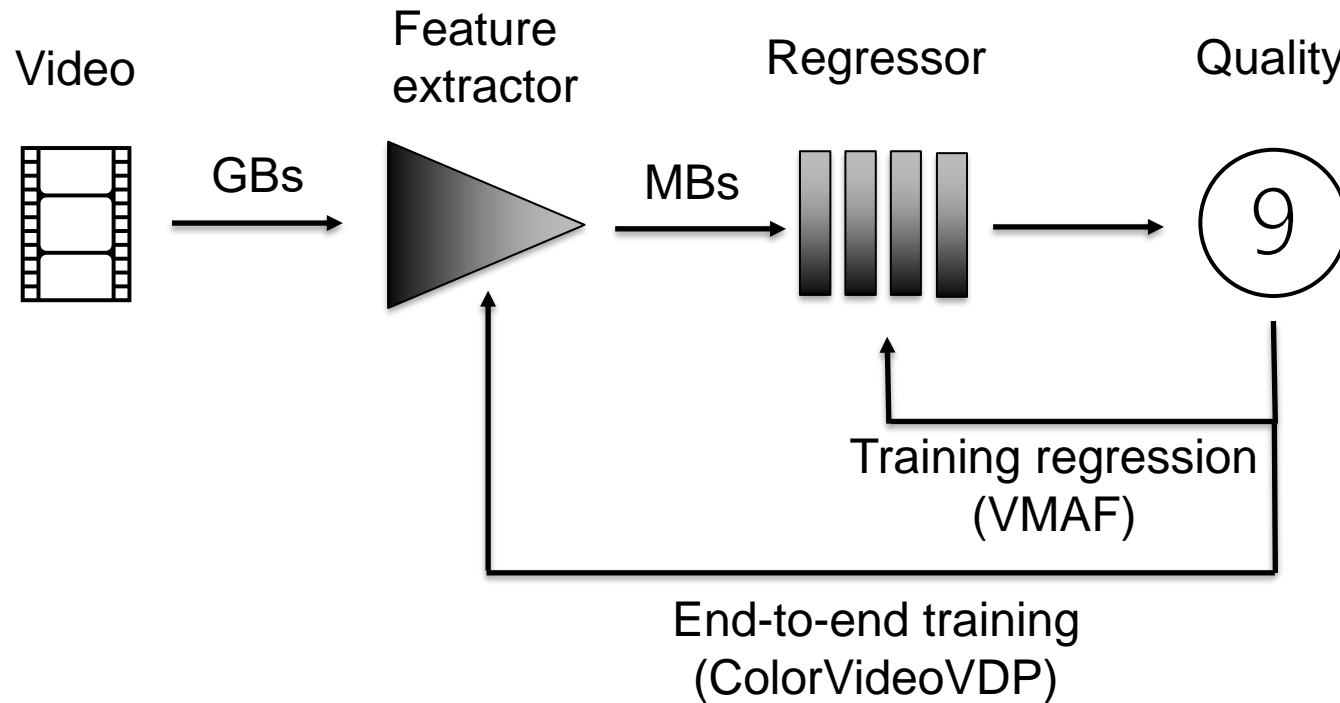 Video
Feature
extractor
Regressor
Quality
GBs
MBs
9
Training regression
(VMAF)
End-to-end training
(ColorVideoVDP)